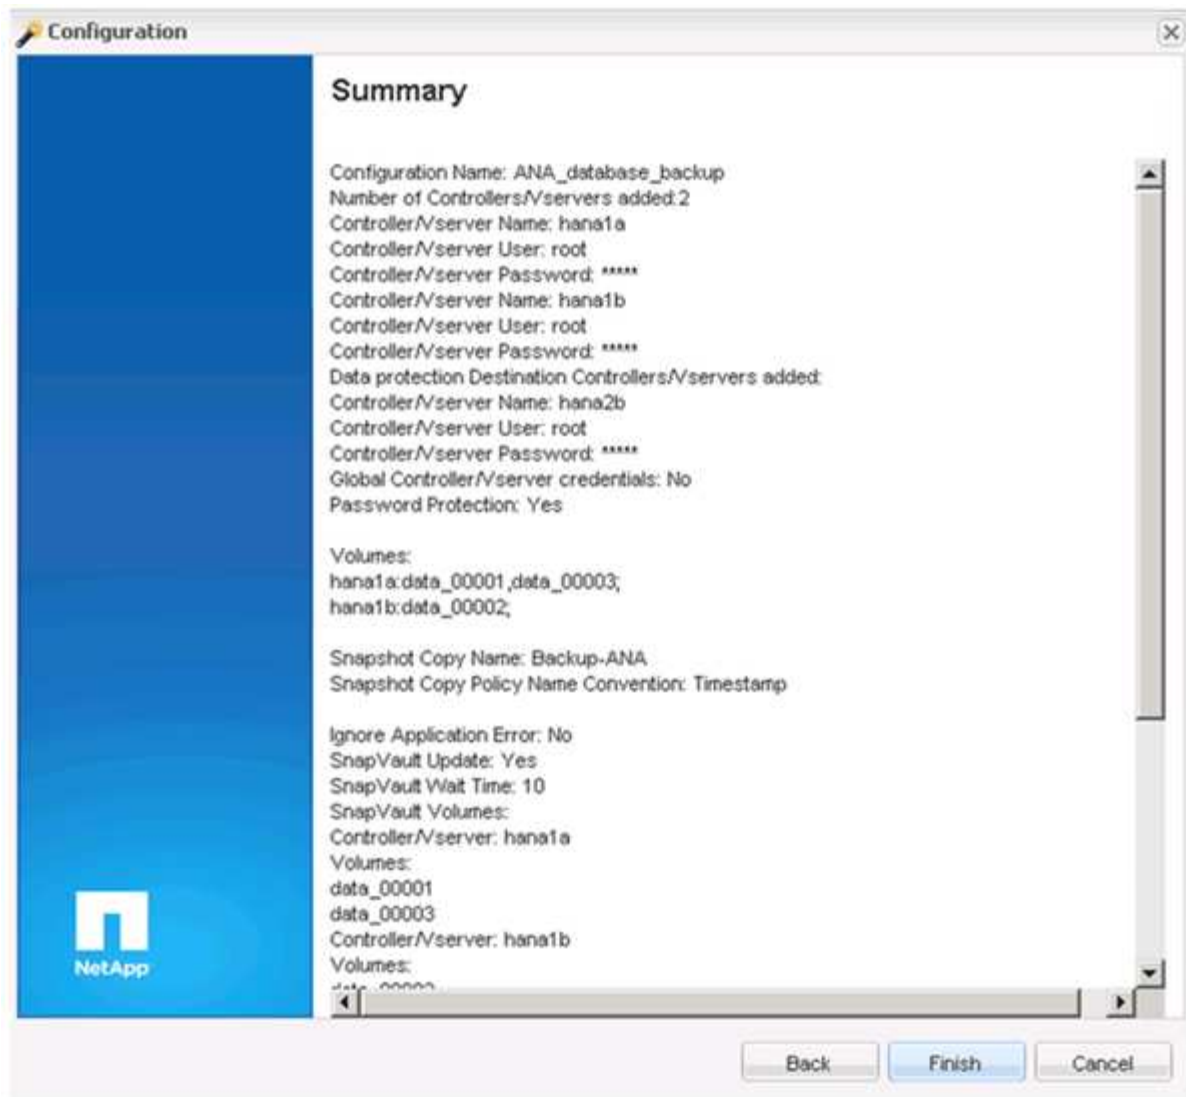 Configuration
Summary
Configuration Name: ANA_database_backup
Number of Controllers/Vservers added:2
Controller/Vserver Name: hana1a
Controller/Vserver User: root
Controller/Vserver Password: *****
Controller/Vserver Name: hana1b
Controller/Vserver User: root
Controller/Vserver Password: *****
Data protection Destination Controllers/Vservers added:
Controller/Vserver Name: hana2b
Controller/Vserver User: root
Controller/Vserver Password: *****
Global Controller/Vserver credentials: No
Password Protection: Yes
Volumes:
hana1a:data_00001,data_00003;
hana1b:data_00002;
Snapshot Copy Name: Backup-ANA
Snapshot Copy Policy Name Convention: Timestamp
Ignore Application Error: No
SnapVault Update: Yes
SnapVault Wait Time: 10
SnapVault Volumes:
Controller/Vserver: hana1a
Volumes:
data_00001
data_00003
Controller/Vserver: hana1b
Volumes:
NetApp
Back
Finish
Cancel